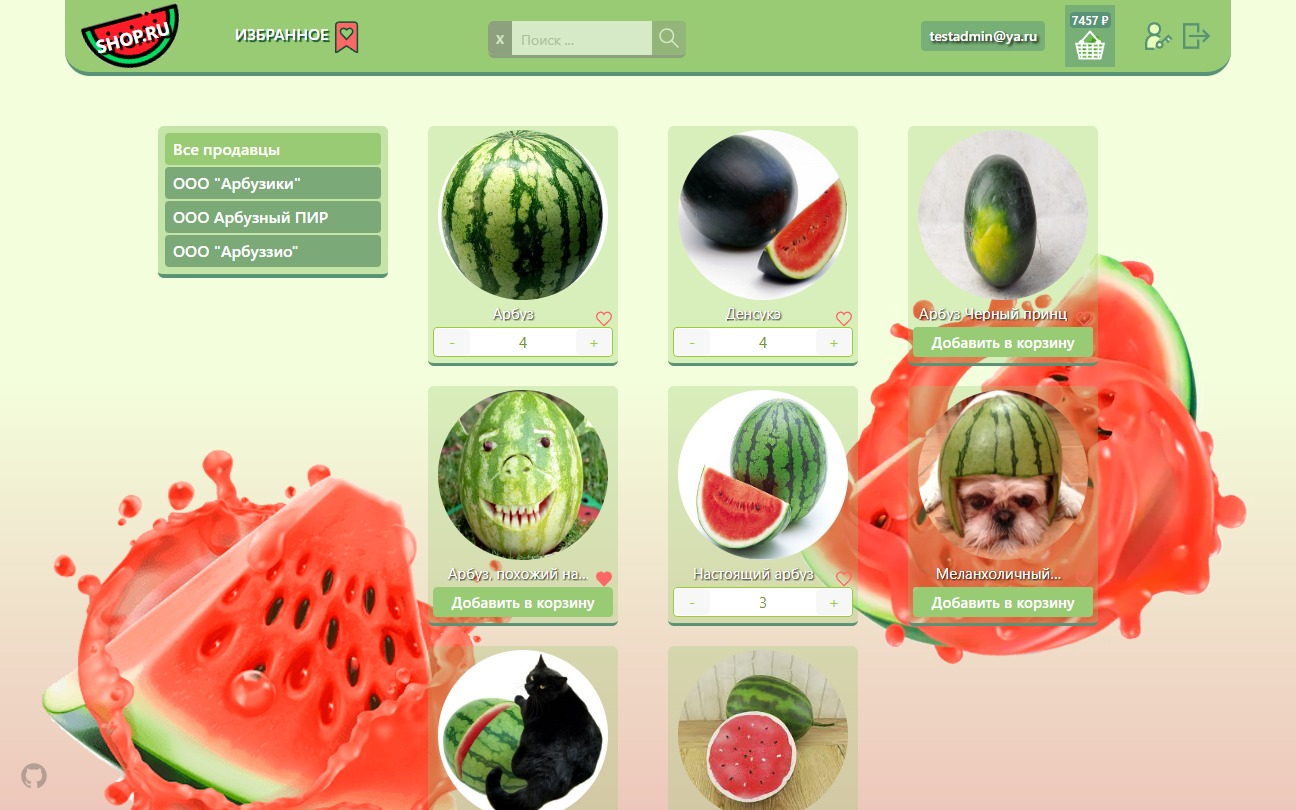 SHOP.RU
ИЗБРАННОЕ
x
Поиск ...
testadmin@ya.ru
7457 ₽
Все продавцы
ООО "Арбузики"
ООО Арбузный ПИР
ООО "Арбуззио"
Арбуз
Денсукэ
Арбуз Черный принц
- 4 +
- 4 +
Добавить в корзину
Арбуз, похожий на...
Настоящий арбуз
Меланхоличный...
Добавить в корзину
- 3 +
Добавить в корзину